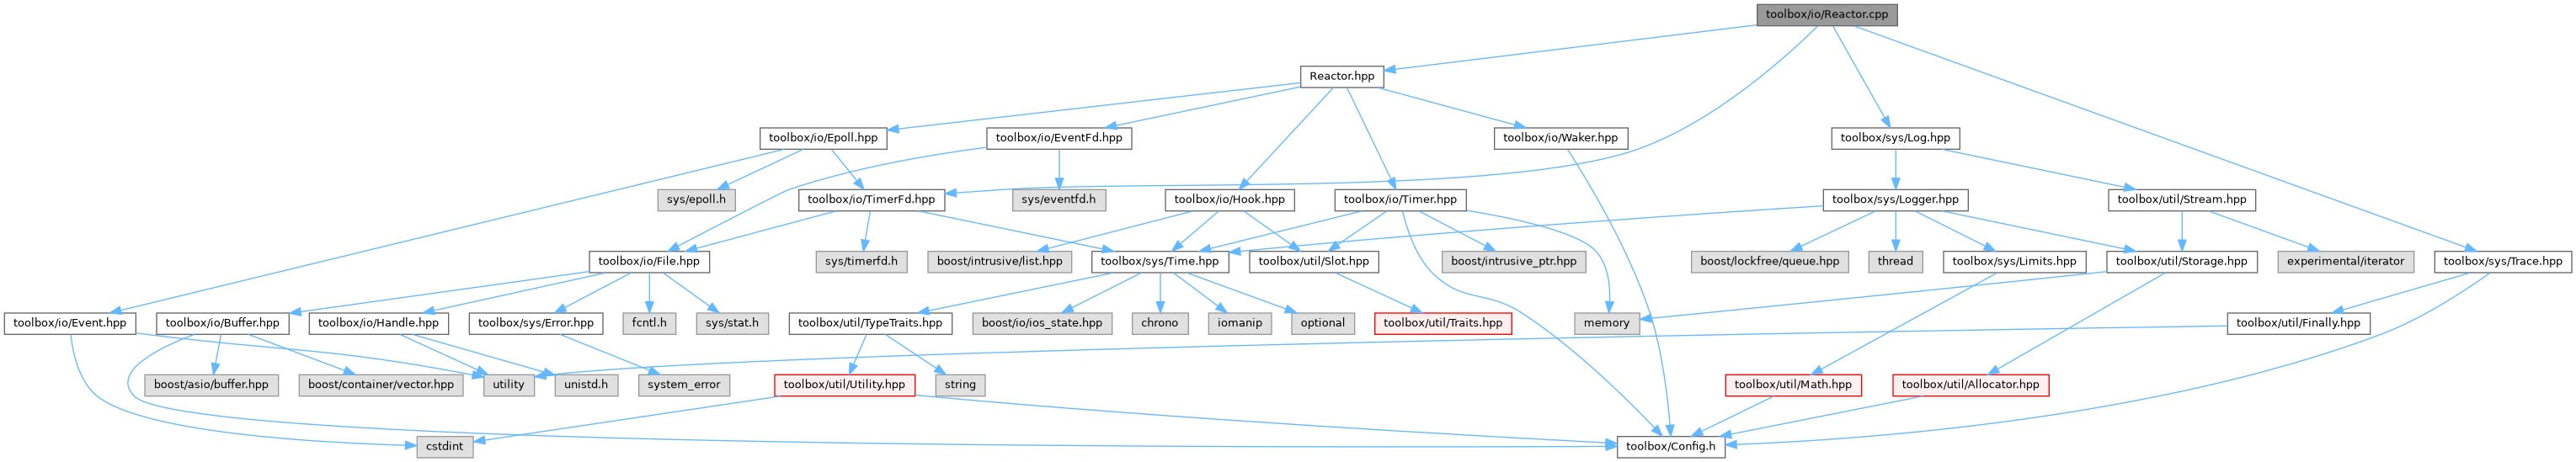 toolbox/io/Reactor.cpp
Reactor.hpp
toolbox/io/Epoll.hpp
toolbox/io/EventFd.hpp
toolbox/io/Waker.hpp
toolbox/sys/Log.hpp
sys/epoll.h
toolbox/io/TimerFd.hpp
sys/eventfd.h
toolbox/io/Hook.hpp
toolbox/io/Timer.hpp
toolbox/sys/Logger.hpp
toolbox/util/Stream.hpp
toolbox/io/File.hpp
sys/timerfd.h
boost/intrusive/list.hpp
toolbox/sys/Time.hpp
toolbox/util/Slot.hpp
boost/intrusive_ptr.hpp
boost/lockfree/queue.hpp
thread
toolbox/sys/Limits.hpp
toolbox/util/Storage.hpp
experimental/iterator
toolbox/sys/Trace.hpp
toolbox/io/Event.hpp
toolbox/io/Buffer.hpp
toolbox/io/Handle.hpp
toolbox/sys/Error.hpp
fcntl.h
sys/stat.h
toolbox/util/TypeTraits.hpp
boost/io/ios_state.hpp
chrono
iomanip
optional
toolbox/util/Traits.hpp
memory
toolbox/util/Finally.hpp
boost/asio/buffer.hpp
boost/container/vector.hpp
utility
unistd.h
system_error
toolbox/util/Utility.hpp
string
toolbox/util/Math.hpp
toolbox/util/Allocator.hpp
cstdint
toolbox/Config.h